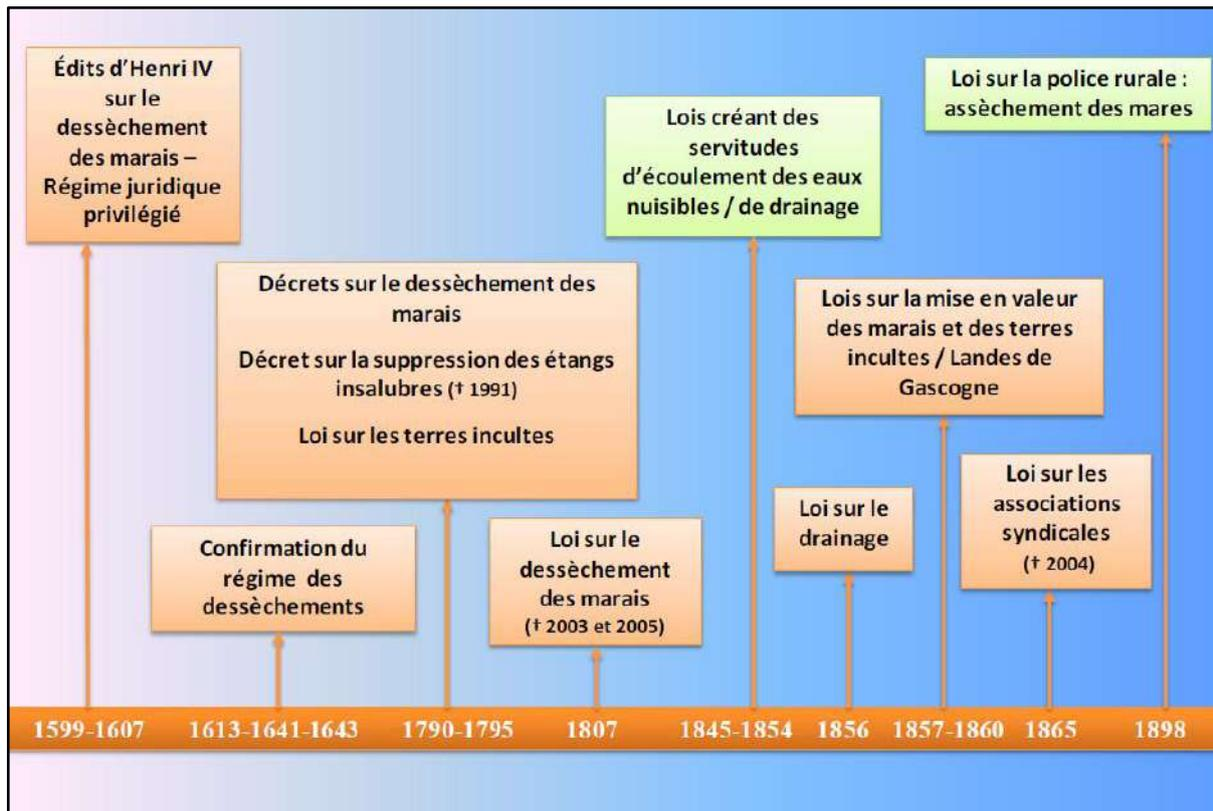 Édits d'Henri IV
sur le
dessèchement
des marais –
Régime juridique
privilégié
Confirmation du
régime des
dessèchements
Décrets sur le dessèchement des
marais
Décret sur la suppression des étangs
insalubres († 1991)
Loi sur les terres incultes
Loi sur le
dessèchement
des marais
(† 2003 et 2005)
Lois créant des
servitudes
d'écoulement des eaux
nuisibles / de drainage
Loi sur le
drainage
Lois sur la mise en valeur
des marais et des terres
incultes / Landes de
Gascogne
Loi sur les
associations
syndicales
(† 2004)
Loi sur la police rurale :
assèchement des mares
1599-1607 1613-1641-1643 1790-1795 1807 1845-1854 1856 1857-1860 1865 1898